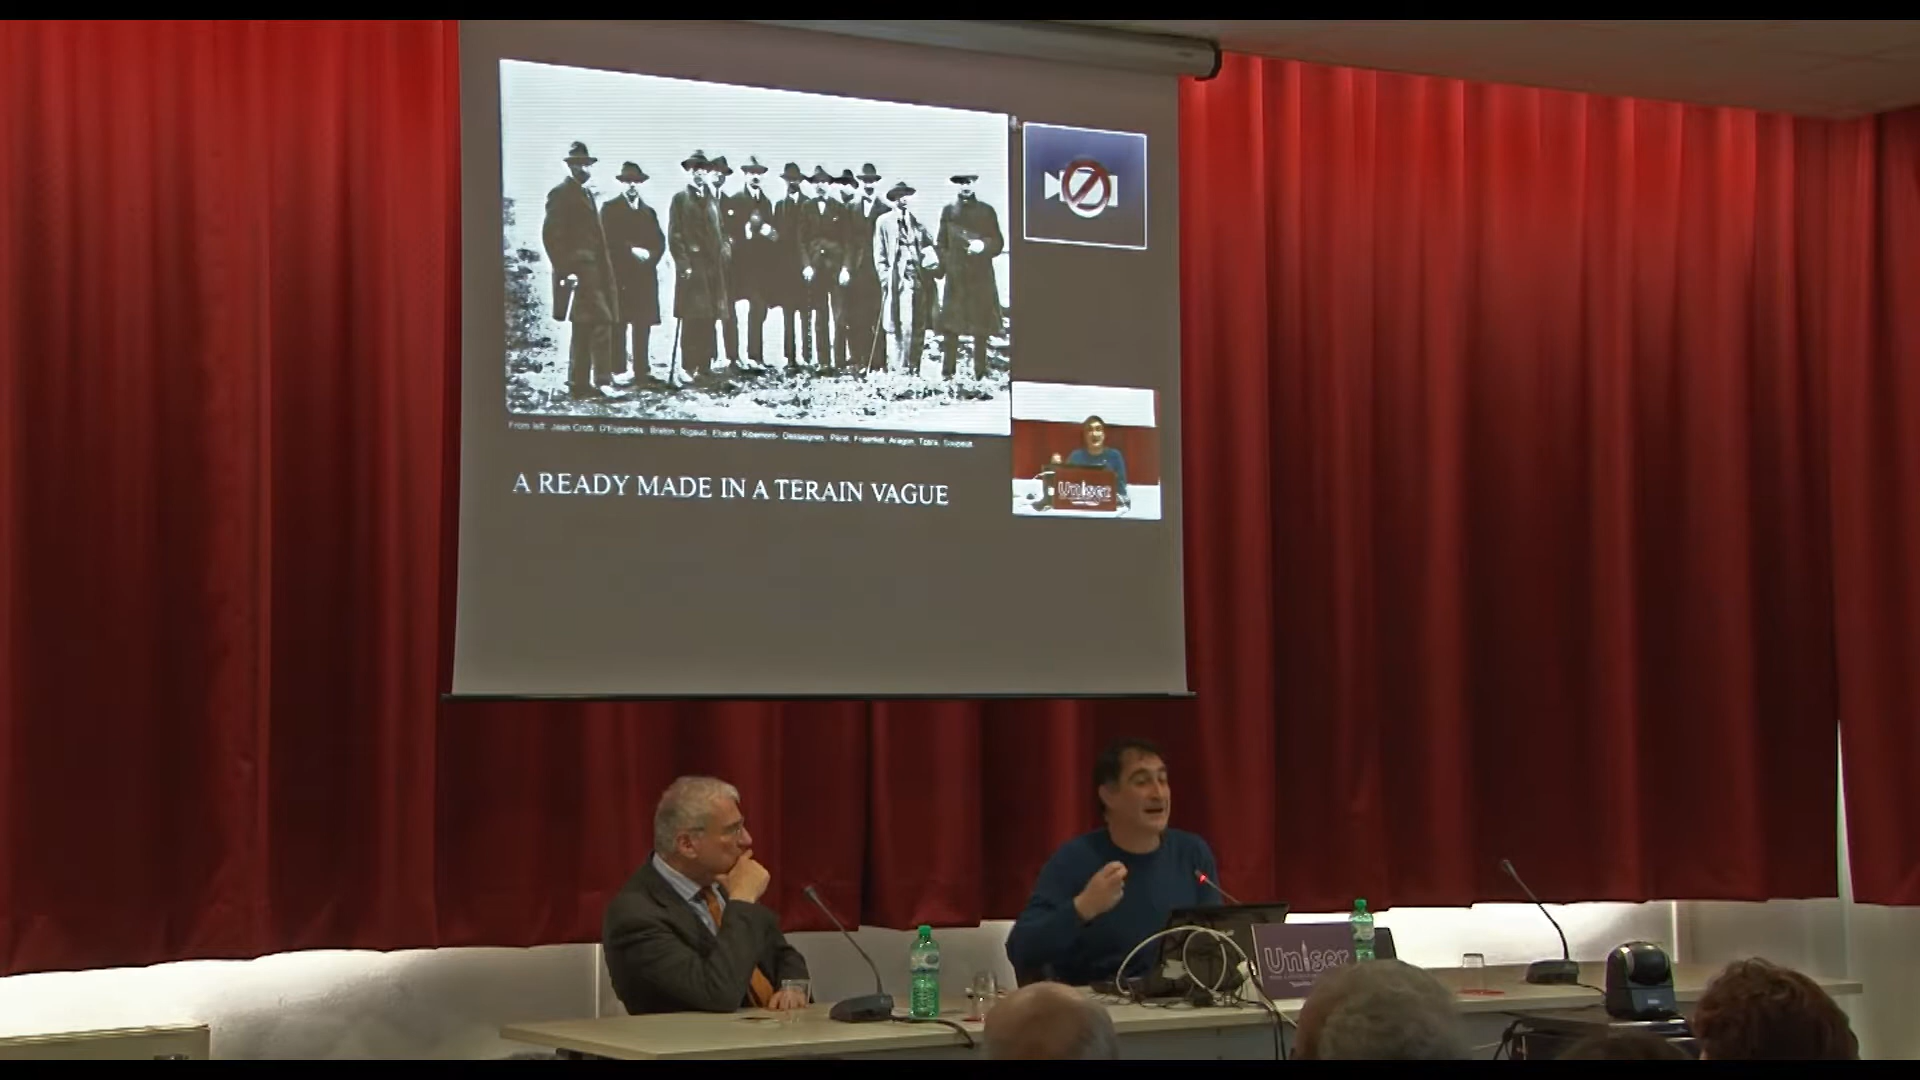 From left: Jean Crotti, D'Esparbès, Breton, Rigaud, Eluard, Ribemont- Dessaignes, Péret, Fraenkel, Aragon, Tzara, Soupault
A READY MADE IN A TERAIN VAGUE
Uniser
Uniser